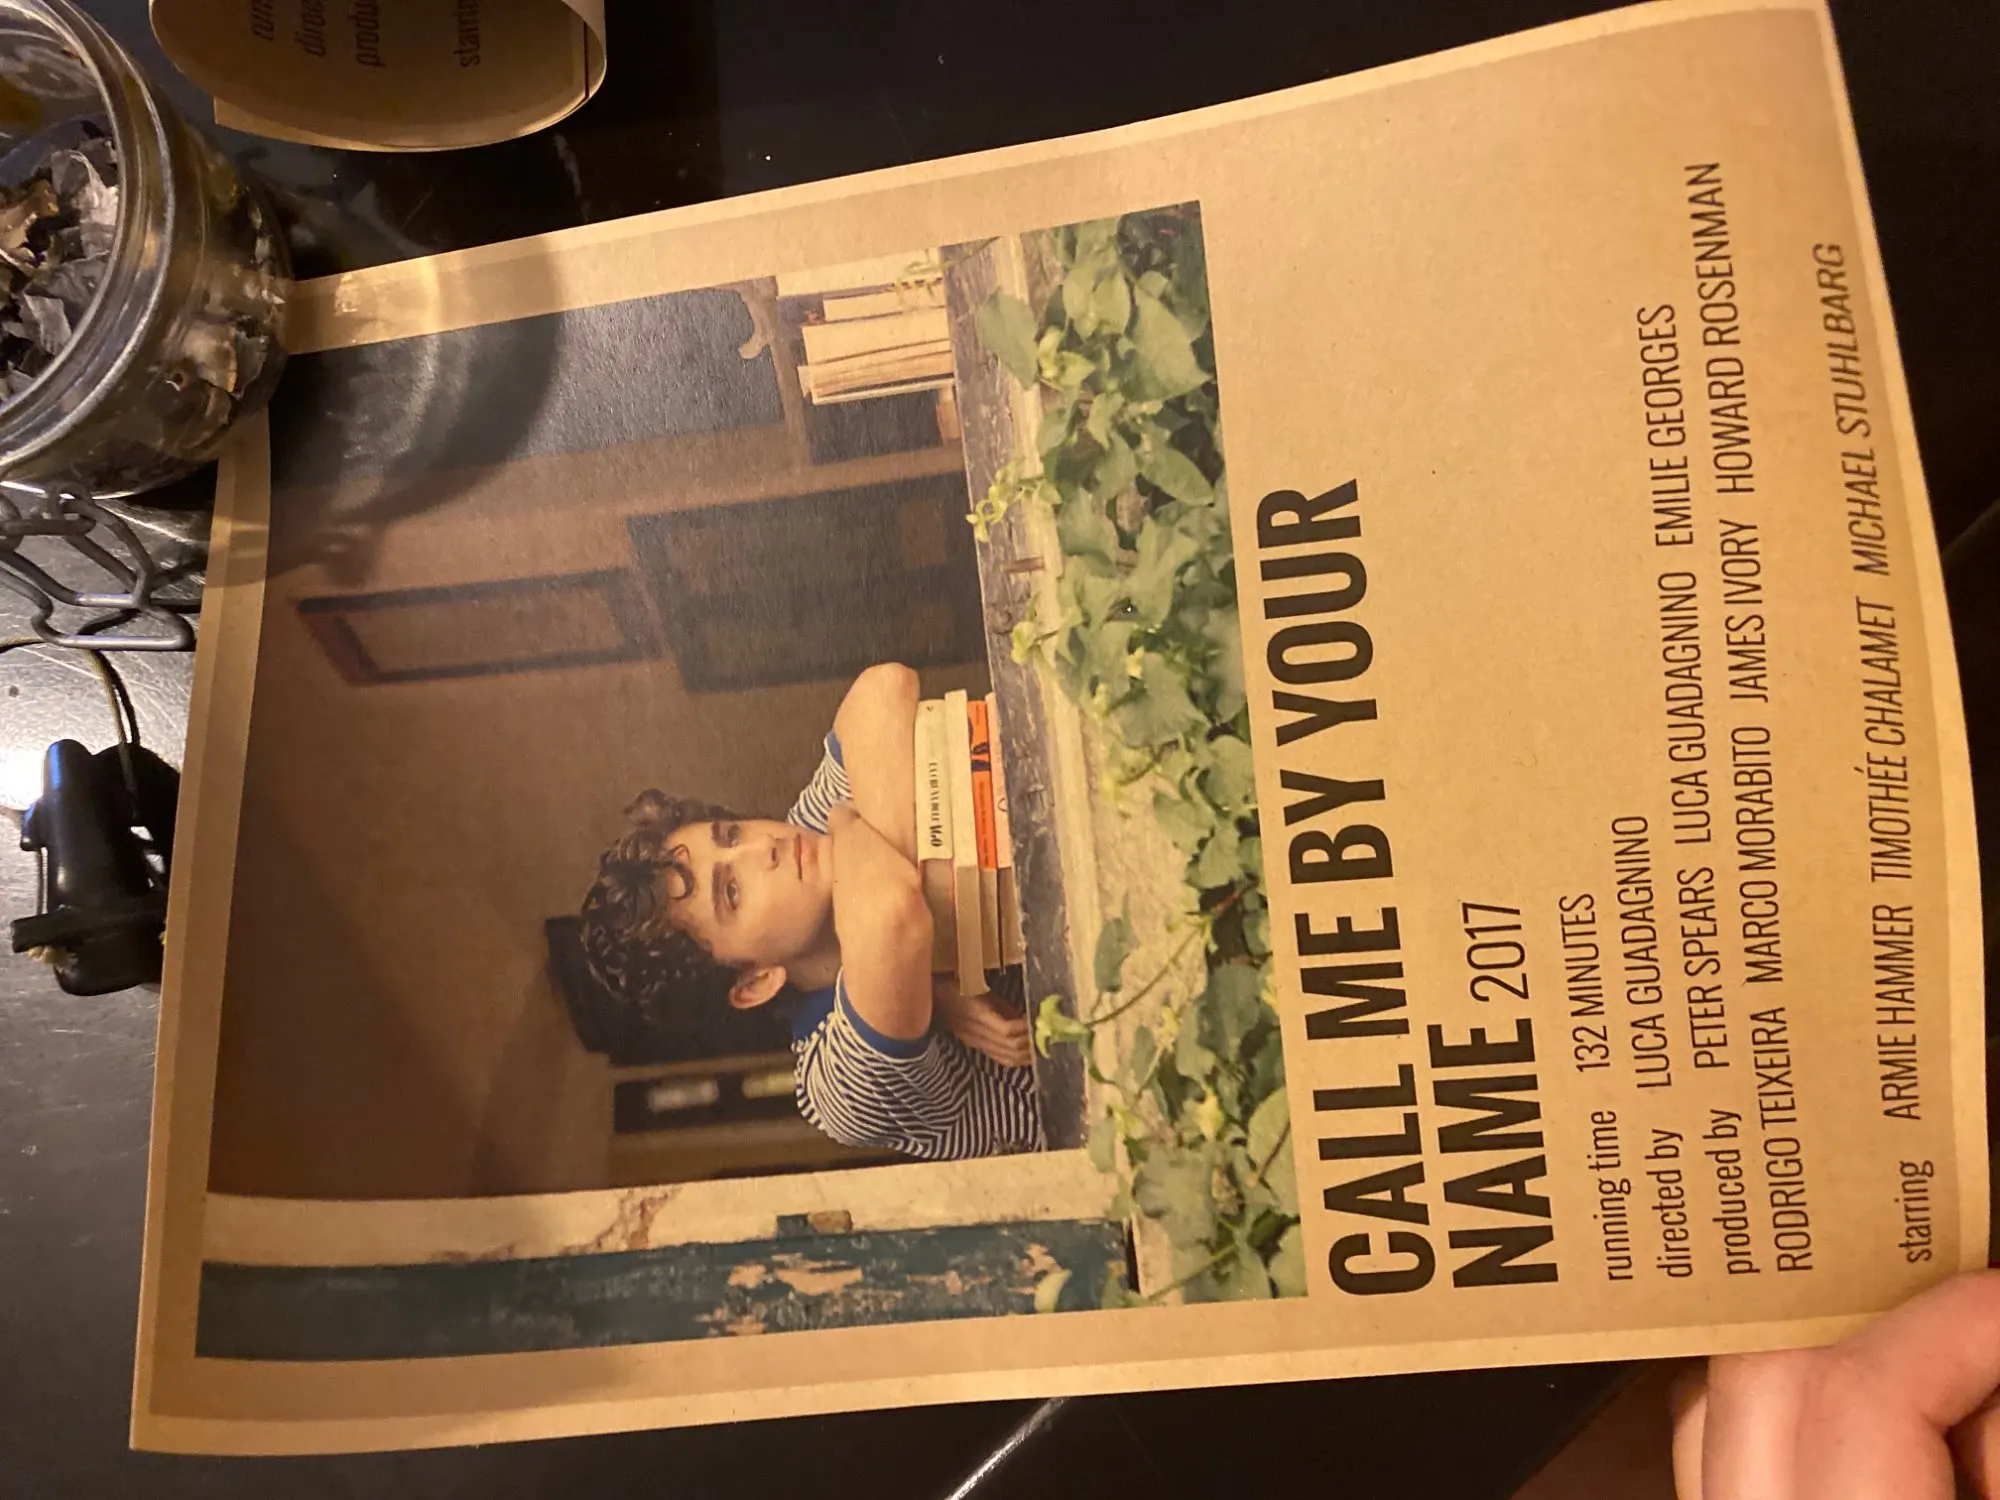 CALL ME BY YOUR
NAME 2017
running time 132 MINUTES
directed by LUCA GUADAGNINO
produced by PETER SPEARS LUCA GUADAGNINO EMILIE GEORGES
RODRIGO TEIXEIRA MARCO MORABITO JAMES IVORY HOWARD ROSENMAN
starring ARMIE HAMMER TIMOTHÉE CHALAMET MICHAEL STUHLBARG